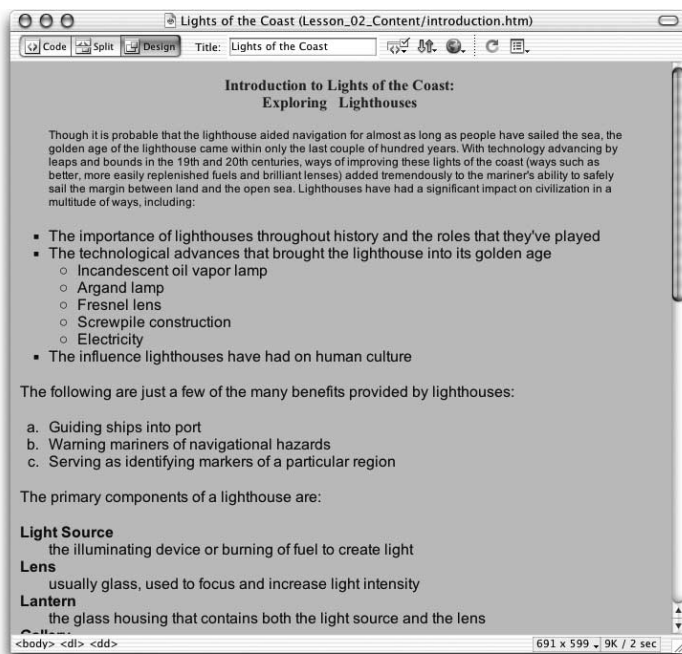 Lights of the Coast (Lesson_02_Content/introduction.htm)
Code Split Design Title: Lights of the Coast
Introduction to Lights of the Coast:
Exploring Lighthouses
Though it is probable that the lighthouse aided navigation for almost as long as people have sailed the sea, the
golden age of the lighthouse came within only the last couple of hundred years. With technology advancing by
leaps and bounds in the 19th and 20th centuries, ways of improving these lights of the coast (ways such as
better, more easily replenished fuels and brilliant lenses) added tremendously to the mariner's ability to safely
sail the margin between land and the open sea. Lighthouses have had a significant impact on civilization in a
multitude of ways, including:
▪ The importance of lighthouses throughout history and the roles that they've played
▪ The technological advances that brought the lighthouse into its golden age
○ Incandescent oil vapor lamp
○ Argand lamp
○ Fresnel lens
○ Screwpile construction
○ Electricity
▪ The influence lighthouses have had on human culture
The following are just a few of the many benefits provided by lighthouses:
a. Guiding ships into port
b. Warning mariners of navigational hazards
c. Serving as identifying markers of a particular region
The primary components of a lighthouse are:
Light Source
the illuminating device or burning of fuel to create light
Lens
usually glass, used to focus and increase light intensity
Lantern
the glass housing that contains both the light source and the lens
<body> <dl> <dd> 691 x 599 9K / 2 sec